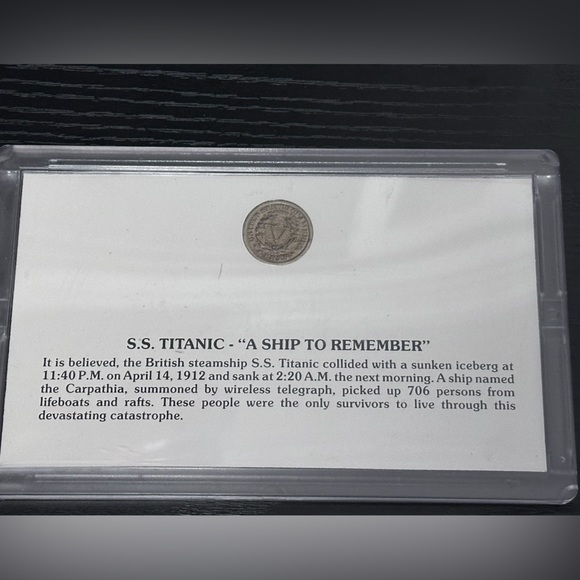 S.S. TITANIC - “A SHIP TO REMEMBER”
It is believed, the British steamship S.S. Titanic collided with a sunken iceberg at
11:40 P.M. on April 14, 1912 and sank at 2:20 A.M. the next morning. A ship named
the Carpathia, summoned by wireless telegraph, picked up 706 persons from
lifeboats and rafts. These people were the only survivors to live through this
devastating catastrophe.